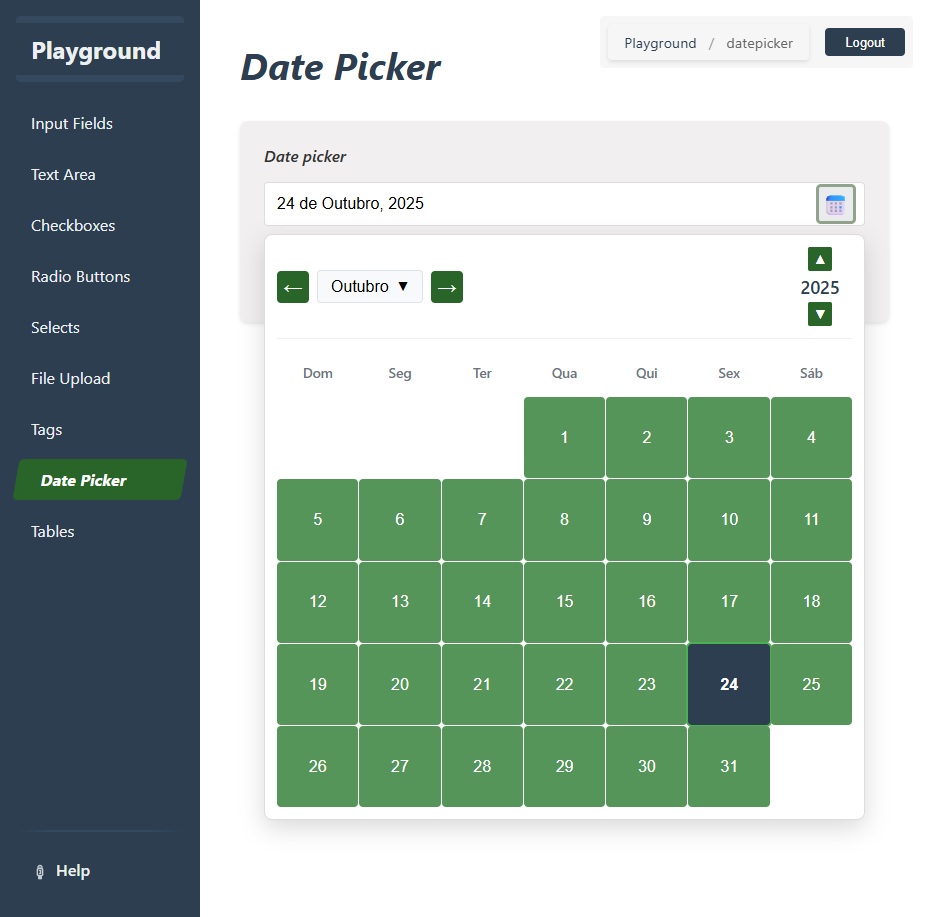 Playground
Input Fields
Text Area
Checkboxes
Radio Buttons
Selects
File Upload
Tags
Date Picker
Tables
Help
Playground / datepicker
Logout
Date Picker
Date picker
24 de Outubro, 2025
← Outubro ▼ →
▲
2025
▼
Dom Seg Ter Qua Qui Sex Sáb
1 2 3 4
5 6 7 8 9 10 11
12 13 14 15 16 17 18
19 20 21 22 23 24 25
26 27 28 29 30 31